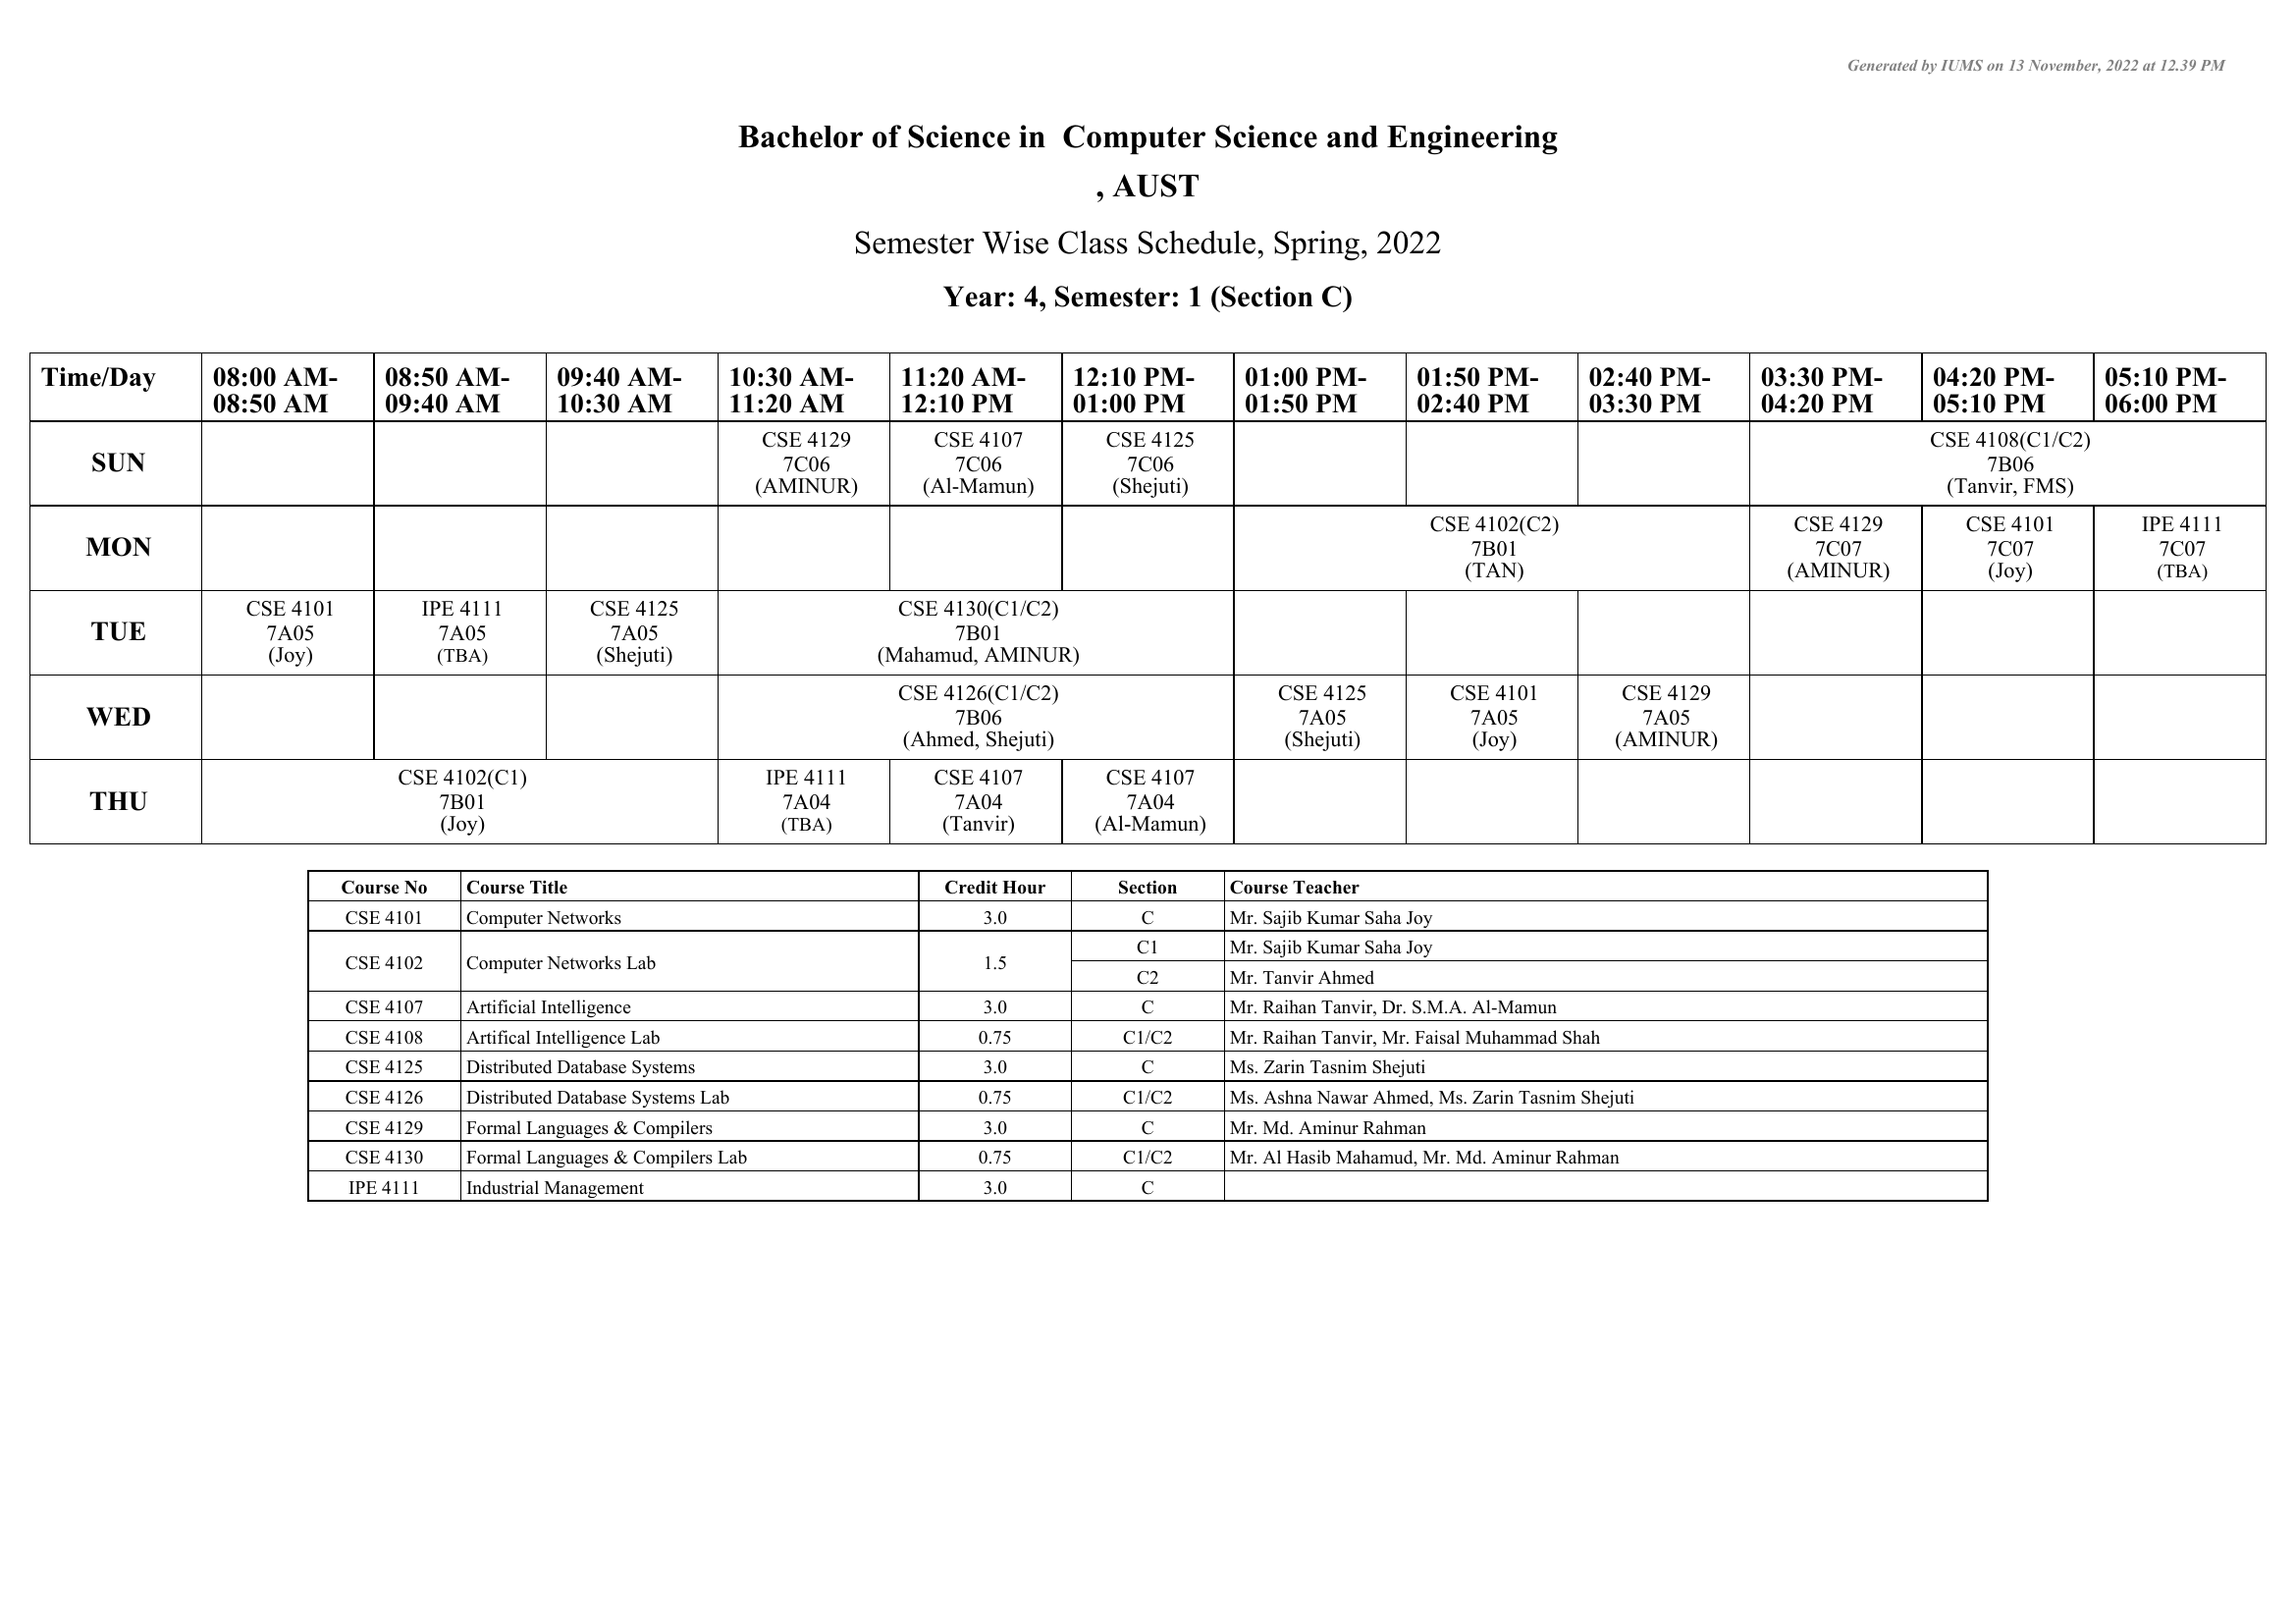 Generated by IUMS on 13 November, 2022 at 12.39 PM
Bachelor of Science in  Computer Science and Engineering
, AUST
Semester Wise Class Schedule, Spring, 2022
Year: 4, Semester: 1 (Section C)
Time/Day 08:00 AM- 08:50 AM- 09:40 AM- 10:30 AM- 11:20 AM- 12:10 PM- 01:00 PM- 01:50 PM- 02:40 PM- 03:30 PM- 04:20 PM- 05:10 PM-
08:50 AM 09:40 AM 10:30 AM 11:20 AM 12:10 PM 01:00 PM 01:50 PM 02:40 PM 03:30 PM 04:20 PM 05:10 PM 06:00 PM
CSE 4129 CSE 4107 CSE 4125 CSE 4108(C1/C2)
SUN 7C06 7C06 7C06 7B06
(AMINUR) (Al-Mamun) (Shejuti) (Tanvir, FMS)
CSE 4102(C2) CSE 4129 CSE 4101 IPE 4111
MON 7B01 7C07 7C07 7C07
(TAN) (AMINUR) (Joy) (TBA)
CSE 4101 IPE 4111 CSE 4125 CSE 4130(C1/C2)
TUE 7A05 7A05 7A05 7B01
(Joy) (TBA) (Shejuti) (Mahamud, AMINUR)
CSE 4126(C1/C2) CSE 4125 CSE 4101 CSE 4129
WED 7B06 7A05 7A05 7A05
(Ahmed, Shejuti) (Shejuti) (Joy) (AMINUR)
CSE 4102(C1) IPE 4111 CSE 4107 CSE 4107
THU 7B01 7A04 7A04 7A04
(Joy) (TBA) (Tanvir) (Al-Mamun)
Course No Course Title Credit Hour Section Course Teacher
CSE 4101 Computer Networks 3.0 C Mr. Sajib Kumar Saha Joy
C1 Mr. Sajib Kumar Saha Joy
CSE 4102 Computer Networks Lab 1.5
C2 Mr. Tanvir Ahmed
CSE 4107 Artificial Intelligence 3.0 C Mr. Raihan Tanvir, Dr. S.M.A. Al-Mamun
CSE 4108 Artifical Intelligence Lab 0.75 C1/C2 Mr. Raihan Tanvir, Mr. Faisal Muhammad Shah
CSE 4125 Distributed Database Systems 3.0 C Ms. Zarin Tasnim Shejuti
CSE 4126 Distributed Database Systems Lab 0.75 C1/C2 Ms. Ashna Nawar Ahmed, Ms. Zarin Tasnim Shejuti
CSE 4129 Formal Languages & Compilers 3.0 C Mr. Md. Aminur Rahman
CSE 4130 Formal Languages & Compilers Lab 0.75 C1/C2 Mr. Al Hasib Mahamud, Mr. Md. Aminur Rahman
IPE 4111 Industrial Management 3.0 C